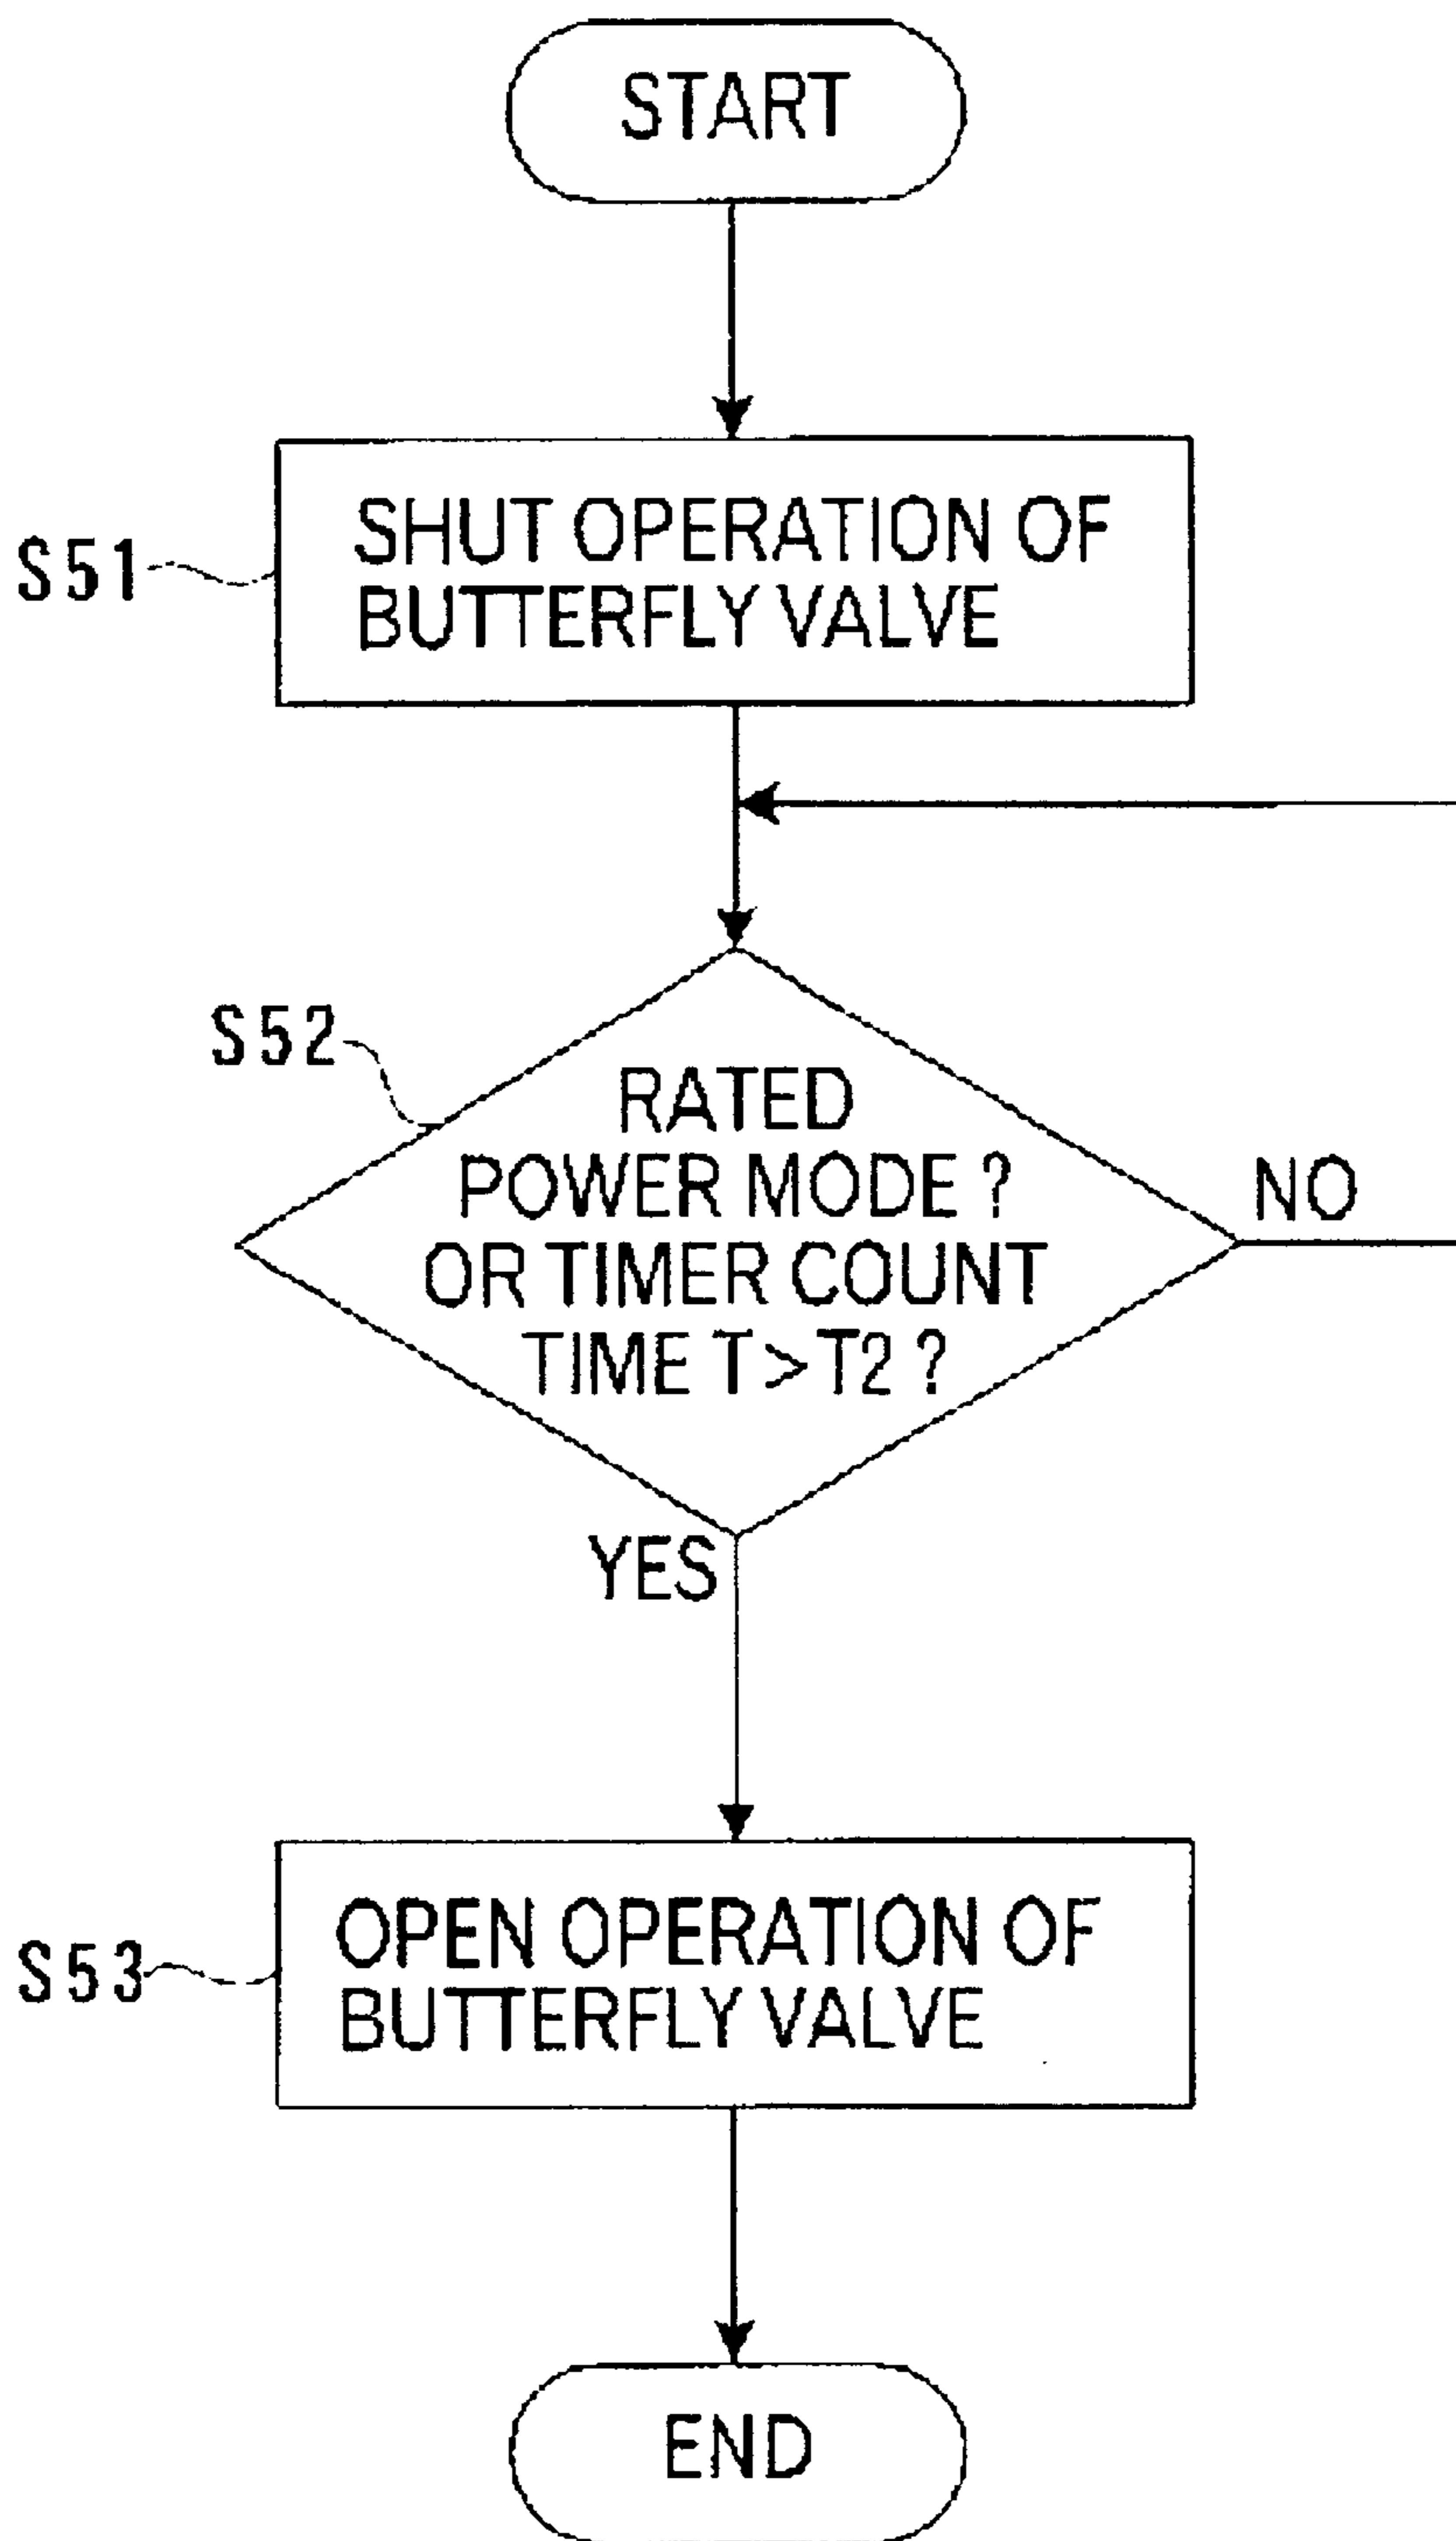 START
S51
SHUT OPERATION OF
BUTTERFLY VALVE
S52
RATED
POWER MODE ?
OR TIMER COUNT
TIME T>T2 ?
NO
YES
S53
OPEN OPERATION OF
BUTTERFLY VALVE
END